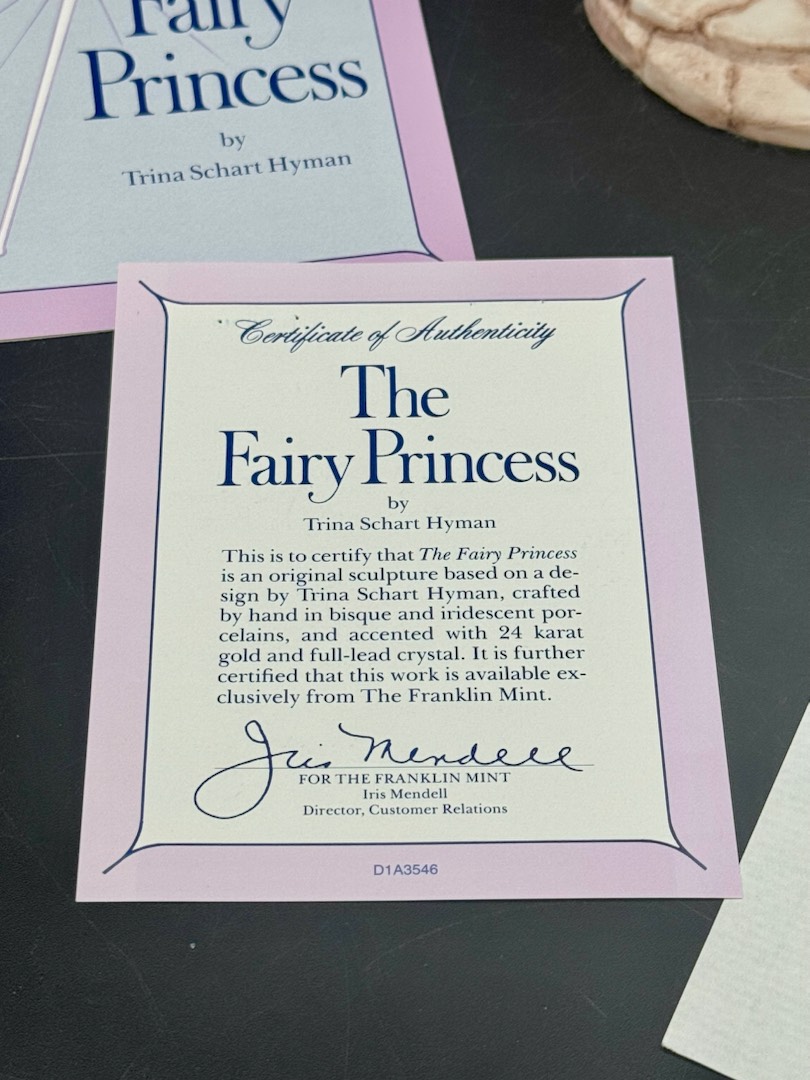 Fairy
Princess
by
Trina Schart Hyman
Certificate of Authenticity
The
Fairy Princess
by
Trina Schart Hyman
This is to certify that The Fairy Princess
is an original sculpture based on a de-
sign by Trina Schart Hyman, crafted
by hand in bisque and iridescent por-
celains, and accented with 24 karat
gold and full-lead crystal. It is further
certified that this work is available ex-
clusively from The Franklin Mint.
Iris Mendell
FOR THE FRANKLIN MINT
Iris Mendell
Director, Customer Relations
D1A3546